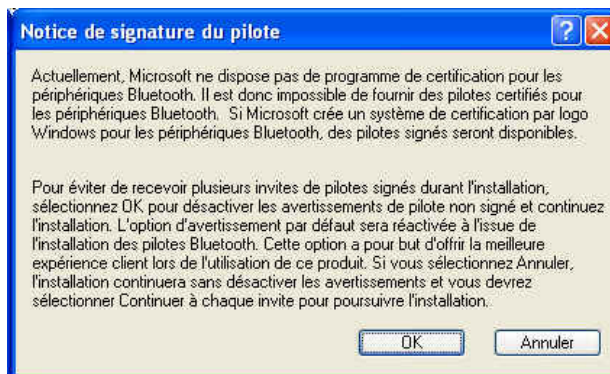 Notice de signature du pilote
Actuellement, Microsoft ne dispose pas de programme de certification pour les
périphériques Bluetooth. Il est donc impossible de fournir des pilotes certifiés pour
les périphériques Bluetooth. Si Microsoft crée un système de certification par logo
Windows pour les périphériques Bluetooth, des pilotes signés seront disponibles.
Pour éviter de recevoir plusieurs invites de pilotes signés durant l'installation,
sélectionnez OK pour désactiver les avertissements de pilote non signé et continuez
l'installation. L'option d'avertissement par défaut sera réactivée à l'issue de
l'installation des pilotes Bluetooth. Cette option a pour but d'offrir la meilleure
expérience client lors de l'utilisation de ce produit. Si vous sélectionnez Annuler,
l'installation continuera sans désactiver les avertissements et vous devrez
sélectionner Continuer à chaque invite pour poursuivre l'installation.
OK Annuler